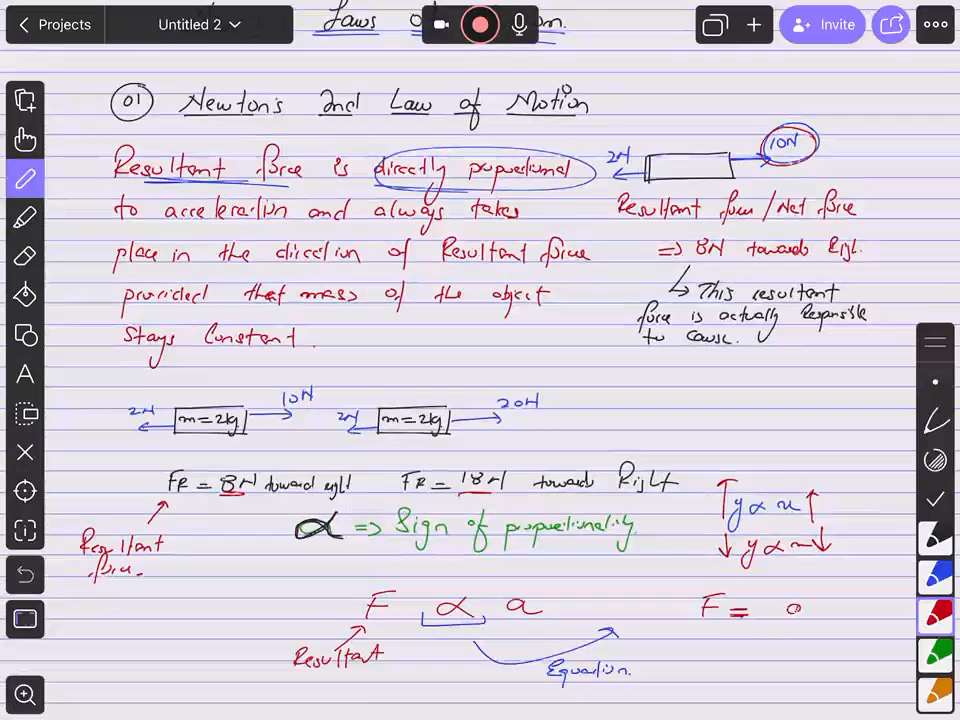 Projects
Untitled 2
Invite
Laws of Motion.
01 Newton's 2nd Law of Motion
Resultant force is directly proportional
to acceleration and always takes
place in the direction of Resultant force
provided that mass of the object
stays constant.
2N 10N
Resultant force / Net force
=> 8N towards Right.
↳ This resultant
force is actually responsible
to cause.
2N m=2kg 10N
2N m=2kg 20N
FR = 8N toward right
FR = 18N toward Right
Resultant
force.
α => Sign of proportionality
y α x
y α x
F α a
F =
Resultant
Equation.